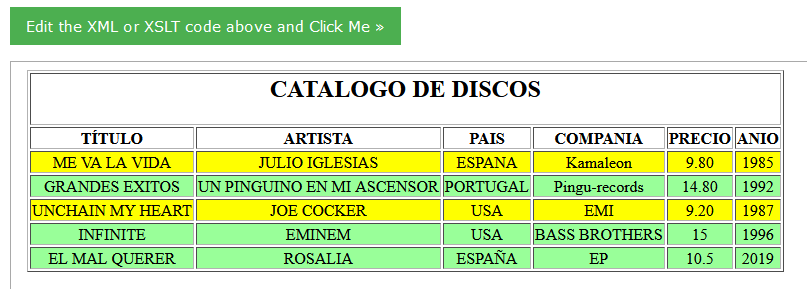 Edit the XML or XSLT code above and Click Me »
CATALOGO DE DISCOS
TÍTULO ARTISTA PAIS COMPANIA PRECIO ANIO
ME VA LA VIDA JULIO IGLESIAS ESPANA Kamaleon 9.80 1985
GRANDES EXITOS UN PINGUINO EN MI ASCENSOR PORTUGAL Pingu-records 14.80 1992
UNCHAIN MY HEART JOE COCKER USA EMI 9.20 1987
INFINITE EMINEM USA BASS BROTHERS 15 1996
EL MAL QUERER ROSALIA ESPAÑA EP 10.5 2019